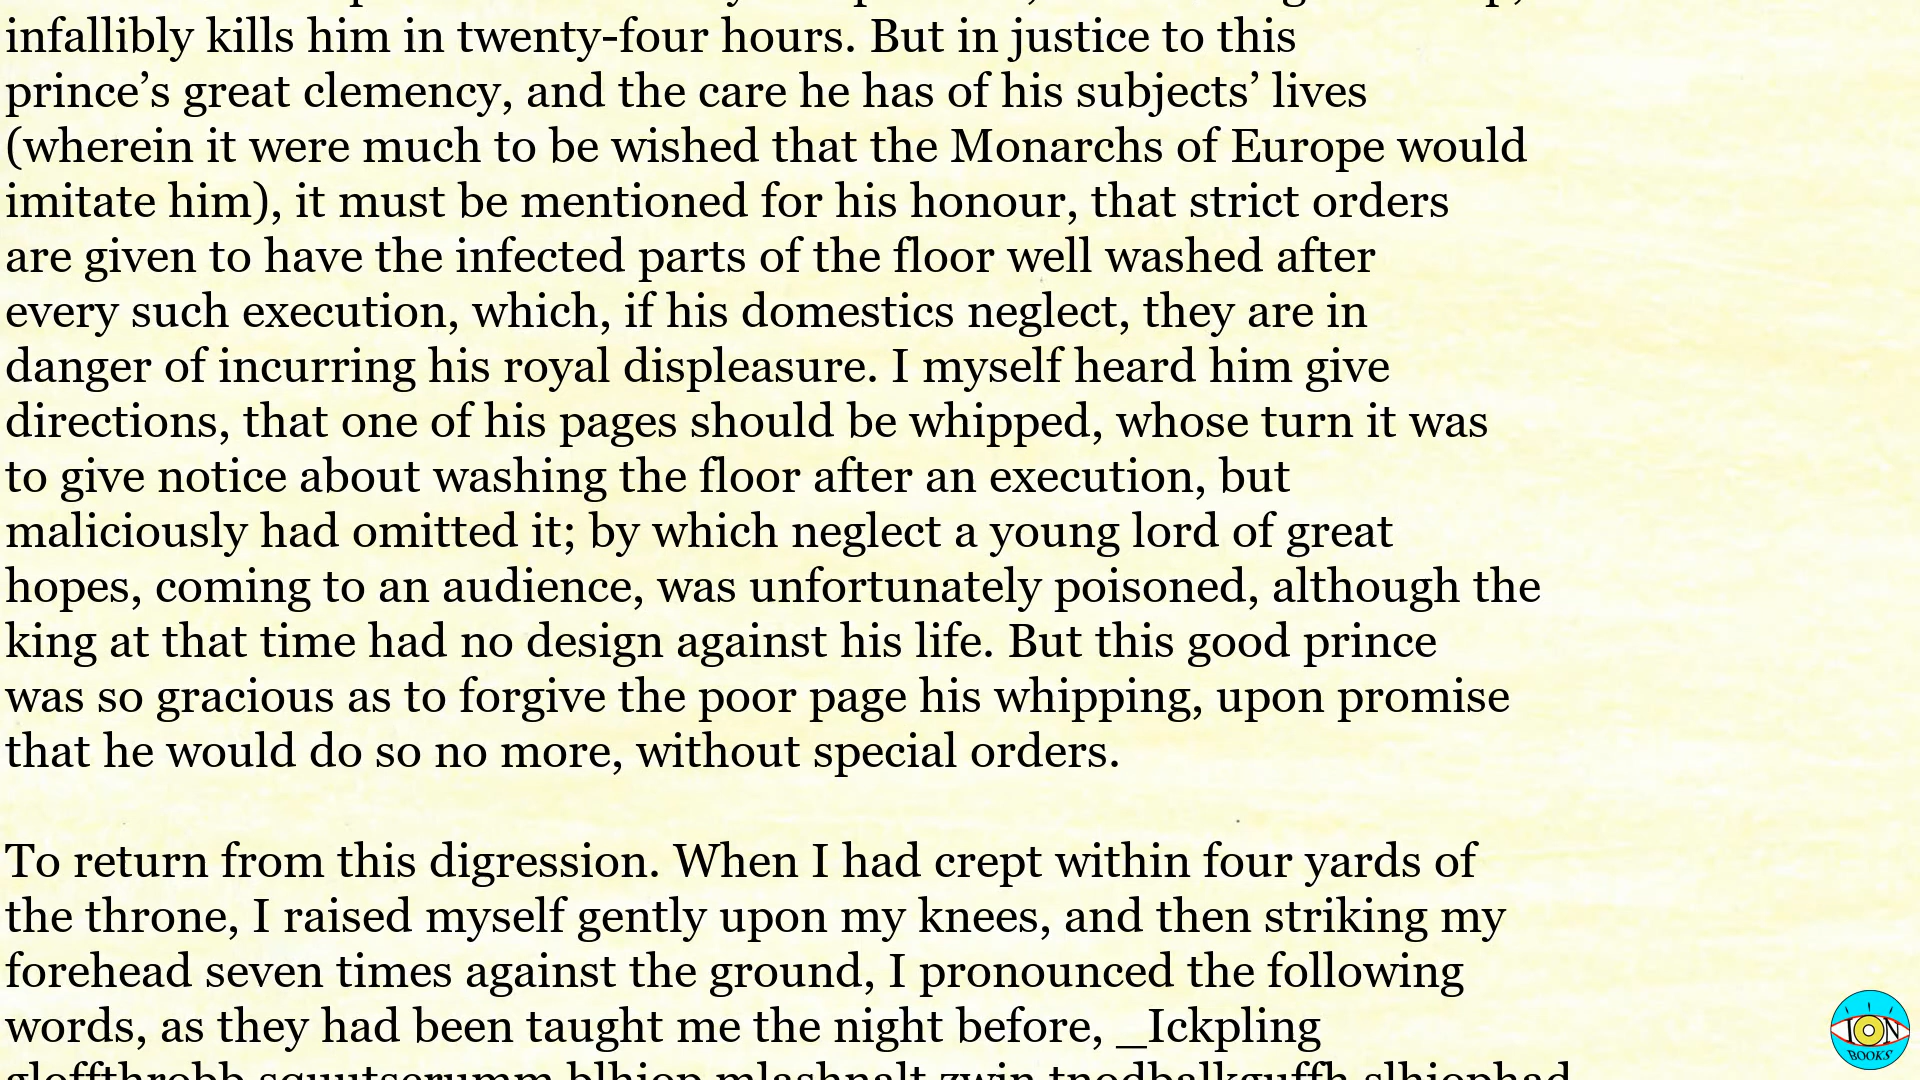 infallibly kills him in twenty-four hours. But in justice to this
prince’s great clemency, and the care he has of his subjects’ lives
(wherein it were much to be wished that the Monarchs of Europe would
imitate him), it must be mentioned for his honour, that strict orders
are given to have the infected parts of the floor well washed after
every such execution, which, if his domestics neglect, they are in
danger of incurring his royal displeasure. I myself heard him give
directions, that one of his pages should be whipped, whose turn it was
to give notice about washing the floor after an execution, but
maliciously had omitted it; by which neglect a young lord of great
hopes, coming to an audience, was unfortunately poisoned, although the
king at that time had no design against his life. But this good prince
was so gracious as to forgive the poor page his whipping, upon promise
that he would do so no more, without special orders.
To return from this digression. When I had crept within four yards of
the throne, I raised myself gently upon my knees, and then striking my
forehead seven times against the ground, I pronounced the following
words, as they had been taught me the night before, _Ickpling
gloffthrobb squutserumm blhiop mlashnalt zwin tnodbalkguffh slhiophad
ION
BOOKS